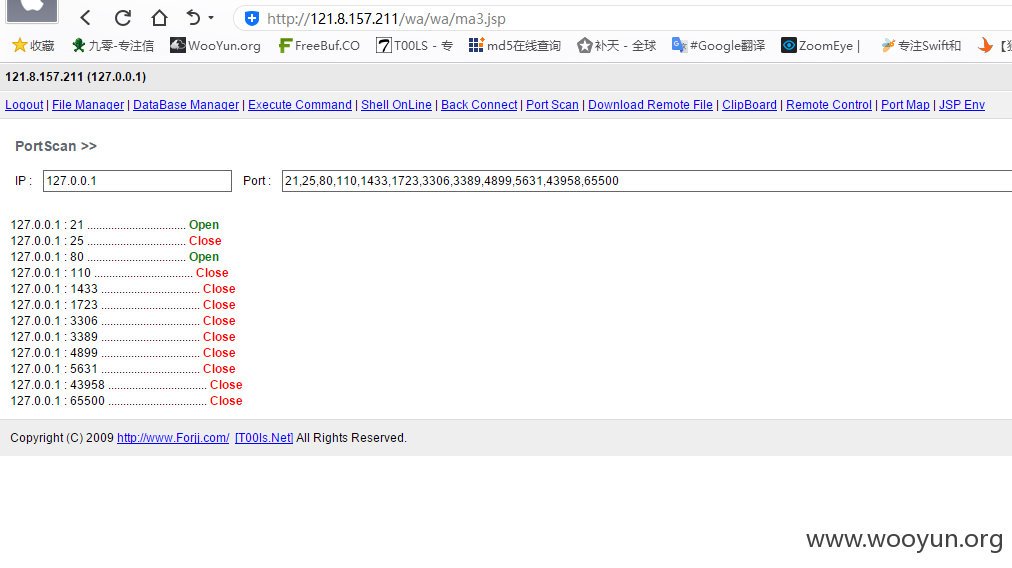 http://121.8.157.211/wa/wa/ma3.jsp
收藏 九零-专注信 WooYun.org FreeBuf.CO T00LS - 专 md5在线查询 补天 - 全球 #Google翻译 ZoomEye | 专注Swift和
121.8.157.211 (127.0.0.1)
Logout | File Manager | DataBase Manager | Execute Command | Shell OnLine | Back Connect | Port Scan | Download Remote File | ClipBoard | Remote Control | Port Map | JSP Env
PortScan >>
IP : 127.0.0.1 Port : 21,25,80,110,1433,1723,3306,3389,4899,5631,43958,65500
127.0.0.1 : 21 ................................. Open
127.0.0.1 : 25 ................................. Close
127.0.0.1 : 80 ................................. Open
127.0.0.1 : 110 ................................. Close
127.0.0.1 : 1433 ................................. Close
127.0.0.1 : 1723 ................................. Close
127.0.0.1 : 3306 ................................. Close
127.0.0.1 : 3389 ................................. Close
127.0.0.1 : 4899 ................................. Close
127.0.0.1 : 5631 ................................. Close
127.0.0.1 : 43958 ................................. Close
127.0.0.1 : 65500 ................................. Close
Copyright (C) 2009 http://www.Forjj.com/ [T00ls.Net] All Rights Reserved.
www.wooyun.org